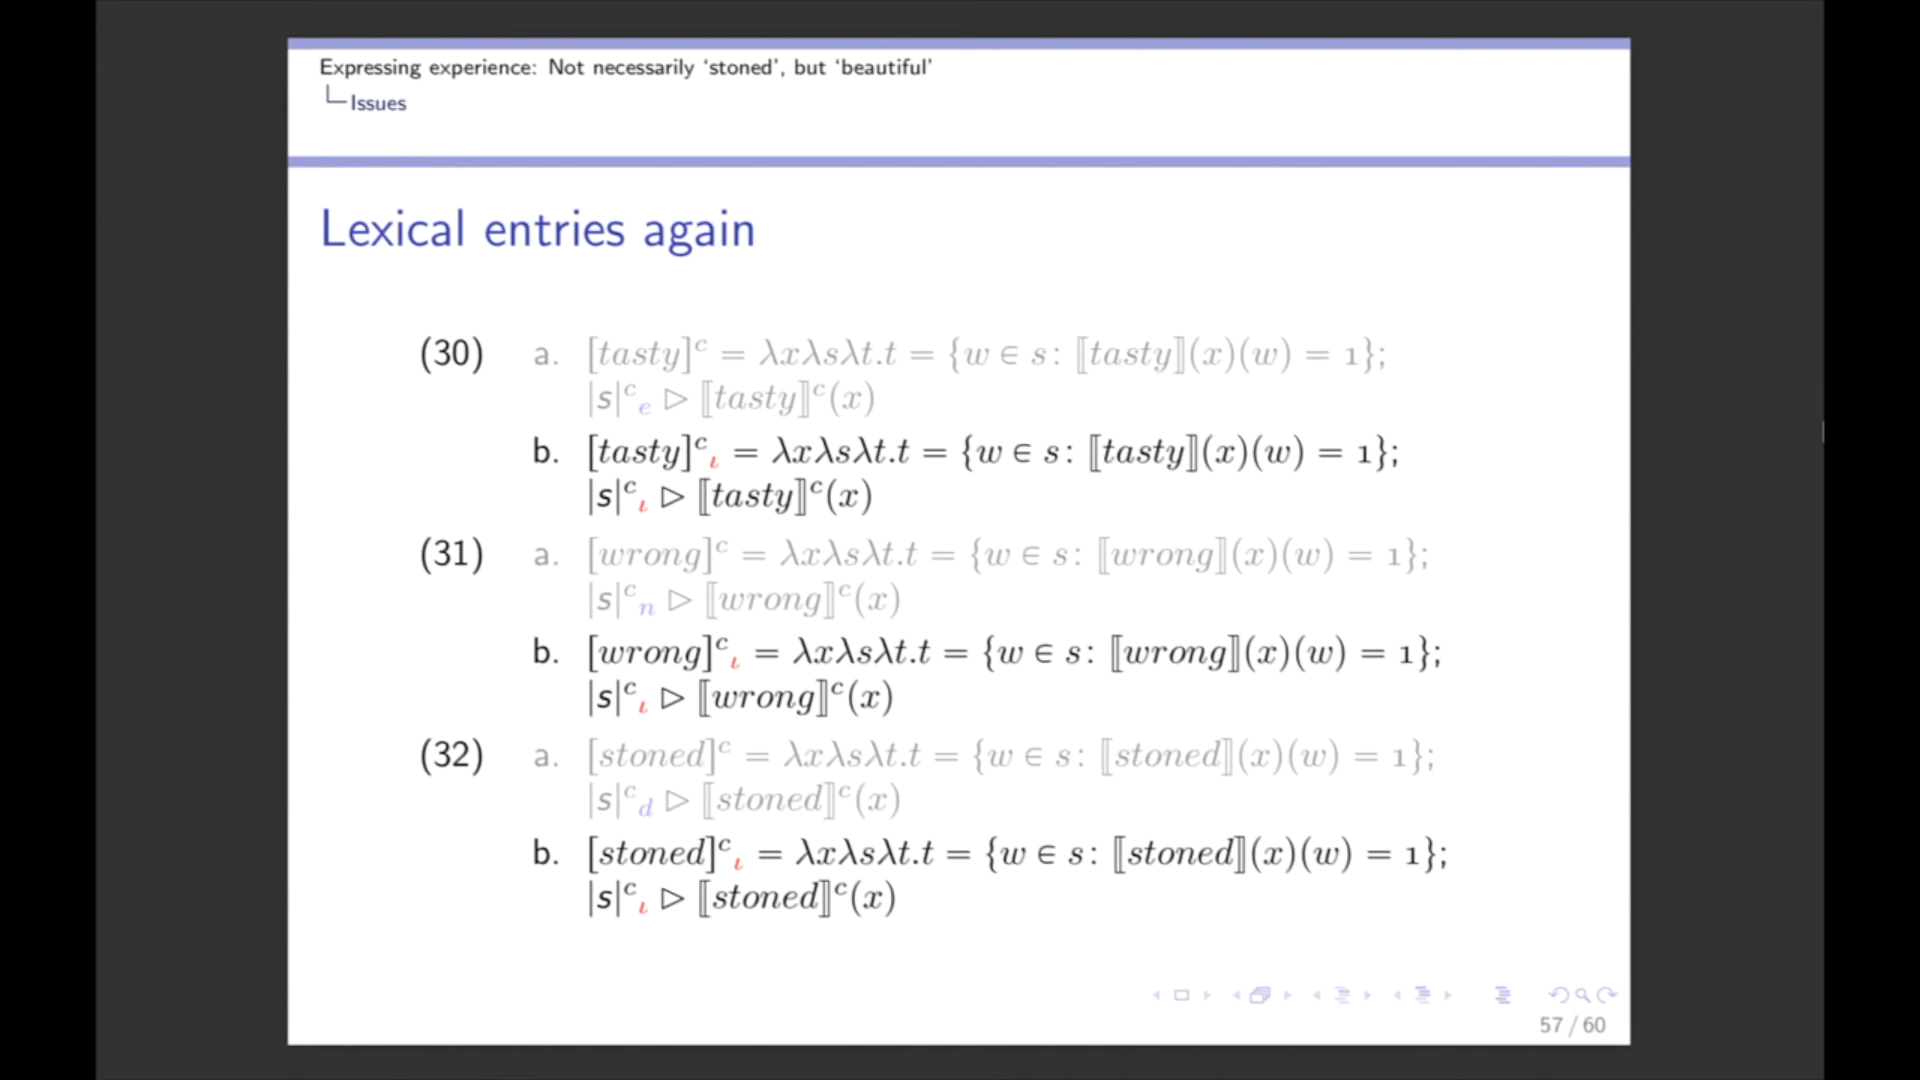 Expressing experience: Not necessarily ‘stoned’, but ‘beautiful’
Issues
Lexical entries again
(30) a. [tasty]ᶜ = λxλsλt.t = {w ∈ s: ⟦tasty⟧(x)(w) = 1};
|s|ᶜₑ ▷ ⟦tasty⟧ᶜ(x)
b. [tasty]ᶜ_ι = λxλsλt.t = {w ∈ s: ⟦tasty⟧(x)(w) = 1};
|s|ᶜ_ι ▷ ⟦tasty⟧ᶜ(x)
(31) a. [wrong]ᶜ = λxλsλt.t = {w ∈ s: ⟦wrong⟧(x)(w) = 1};
|s|ᶜₙ ▷ ⟦wrong⟧ᶜ(x)
b. [wrong]ᶜ_ι = λxλsλt.t = {w ∈ s: ⟦wrong⟧(x)(w) = 1};
|s|ᶜ_ι ▷ ⟦wrong⟧ᶜ(x)
(32) a. [stoned]ᶜ = λxλsλt.t = {w ∈ s: ⟦stoned⟧(x)(w) = 1};
|s|ᶜ_d ▷ ⟦stoned⟧ᶜ(x)
b. [stoned]ᶜ_ι = λxλsλt.t = {w ∈ s: ⟦stoned⟧(x)(w) = 1};
|s|ᶜ_ι ▷ ⟦stoned⟧ᶜ(x)
57 / 60